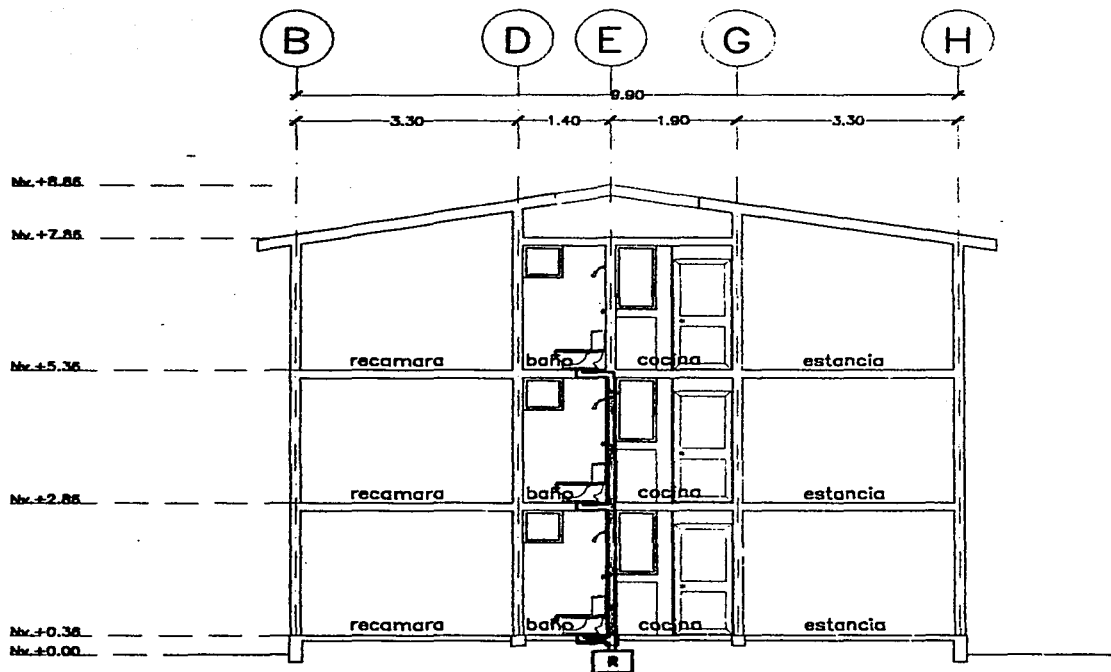 B D E G H
9.90
3.30 1.40 1.90 3.30
Nv.+8.86
Nv.+7.86
recamara baño cocina estancia
Nv.+5.36
recamara baño cocina estancia
Nv.+2.86
recamara baño cocina estancia
Nv.+0.36
Nv.+0.00
R